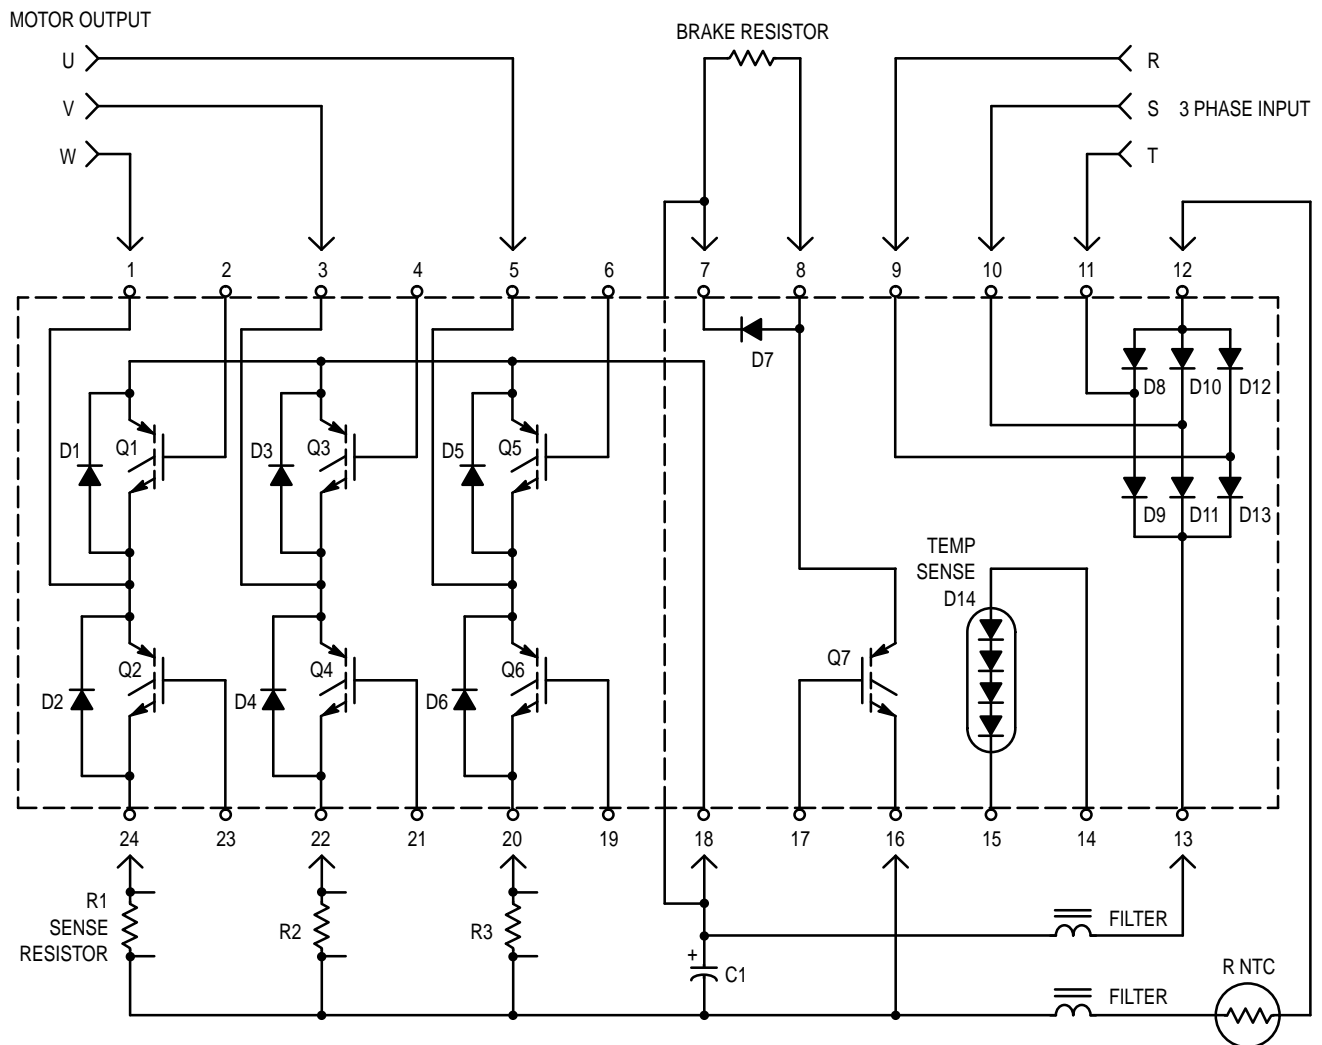 MOTOR OUTPUT
U
V
W
BRAKE RESISTOR
R
S 3 PHASE INPUT
T
1 2 3 4 5 6 7 8 9 10 11 12
D7
D8 D10 D12
D1 Q1 D3 Q3 D5 Q5
D9 D11 D13
TEMP
SENSE
D14
D2 Q2 D4 Q4 D6 Q6 Q7
24 23 22 21 20 19 18 17 16 15 14 13
R1
SENSE
RESISTOR
R2 R3
+
C1
FILTER
R NTC
FILTER